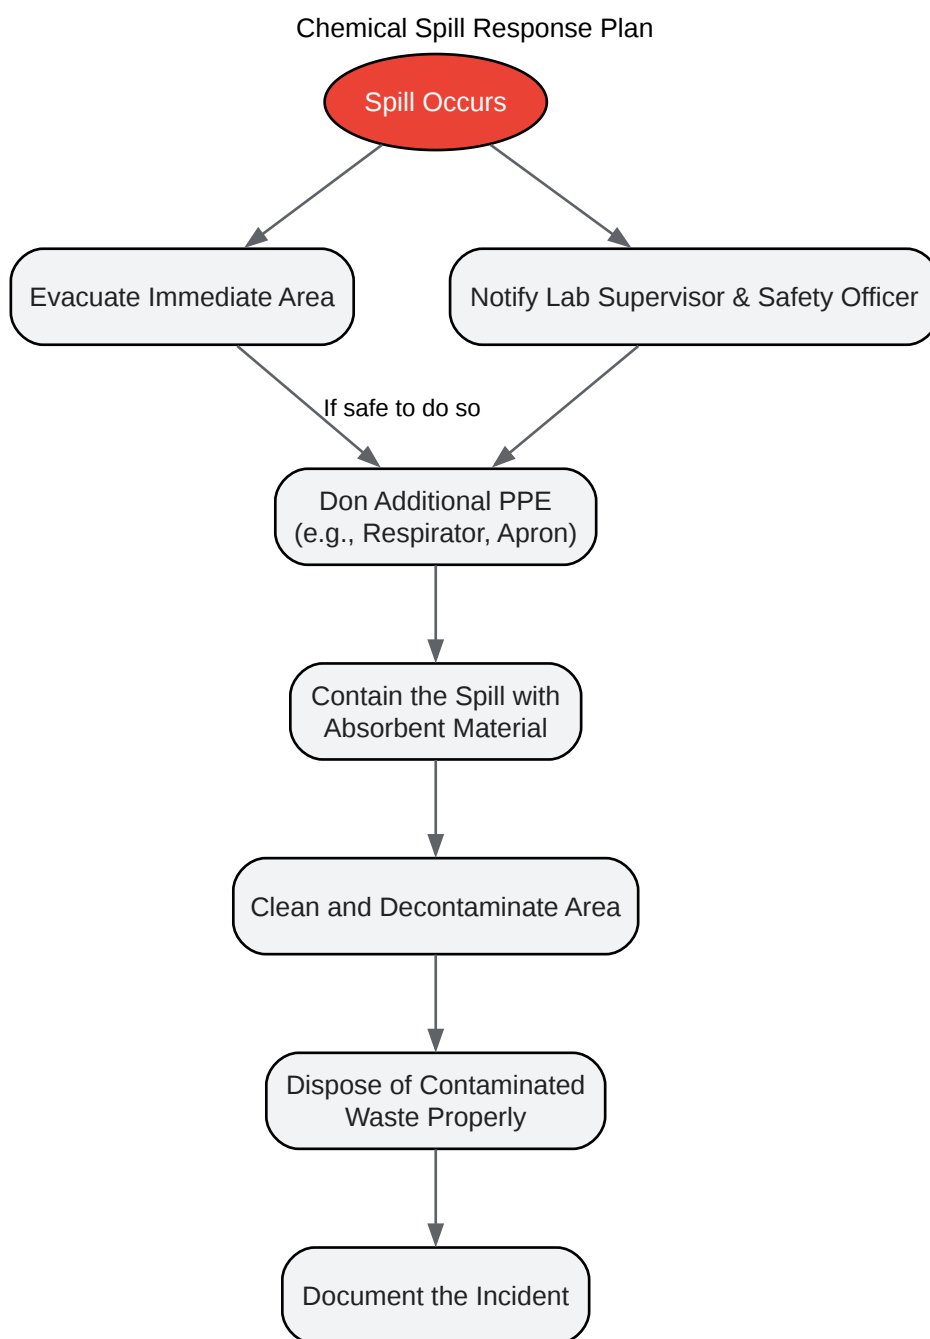 Chemical Spill Response Plan
Spill Occurs
Evacuate Immediate Area
Notify Lab Supervisor & Safety Officer
If safe to do so
Don Additional PPE
(e.g., Respirator, Apron)
Contain the Spill with
Absorbent Material
Clean and Decontaminate Area
Dispose of Contaminated
Waste Properly
Document the Incident